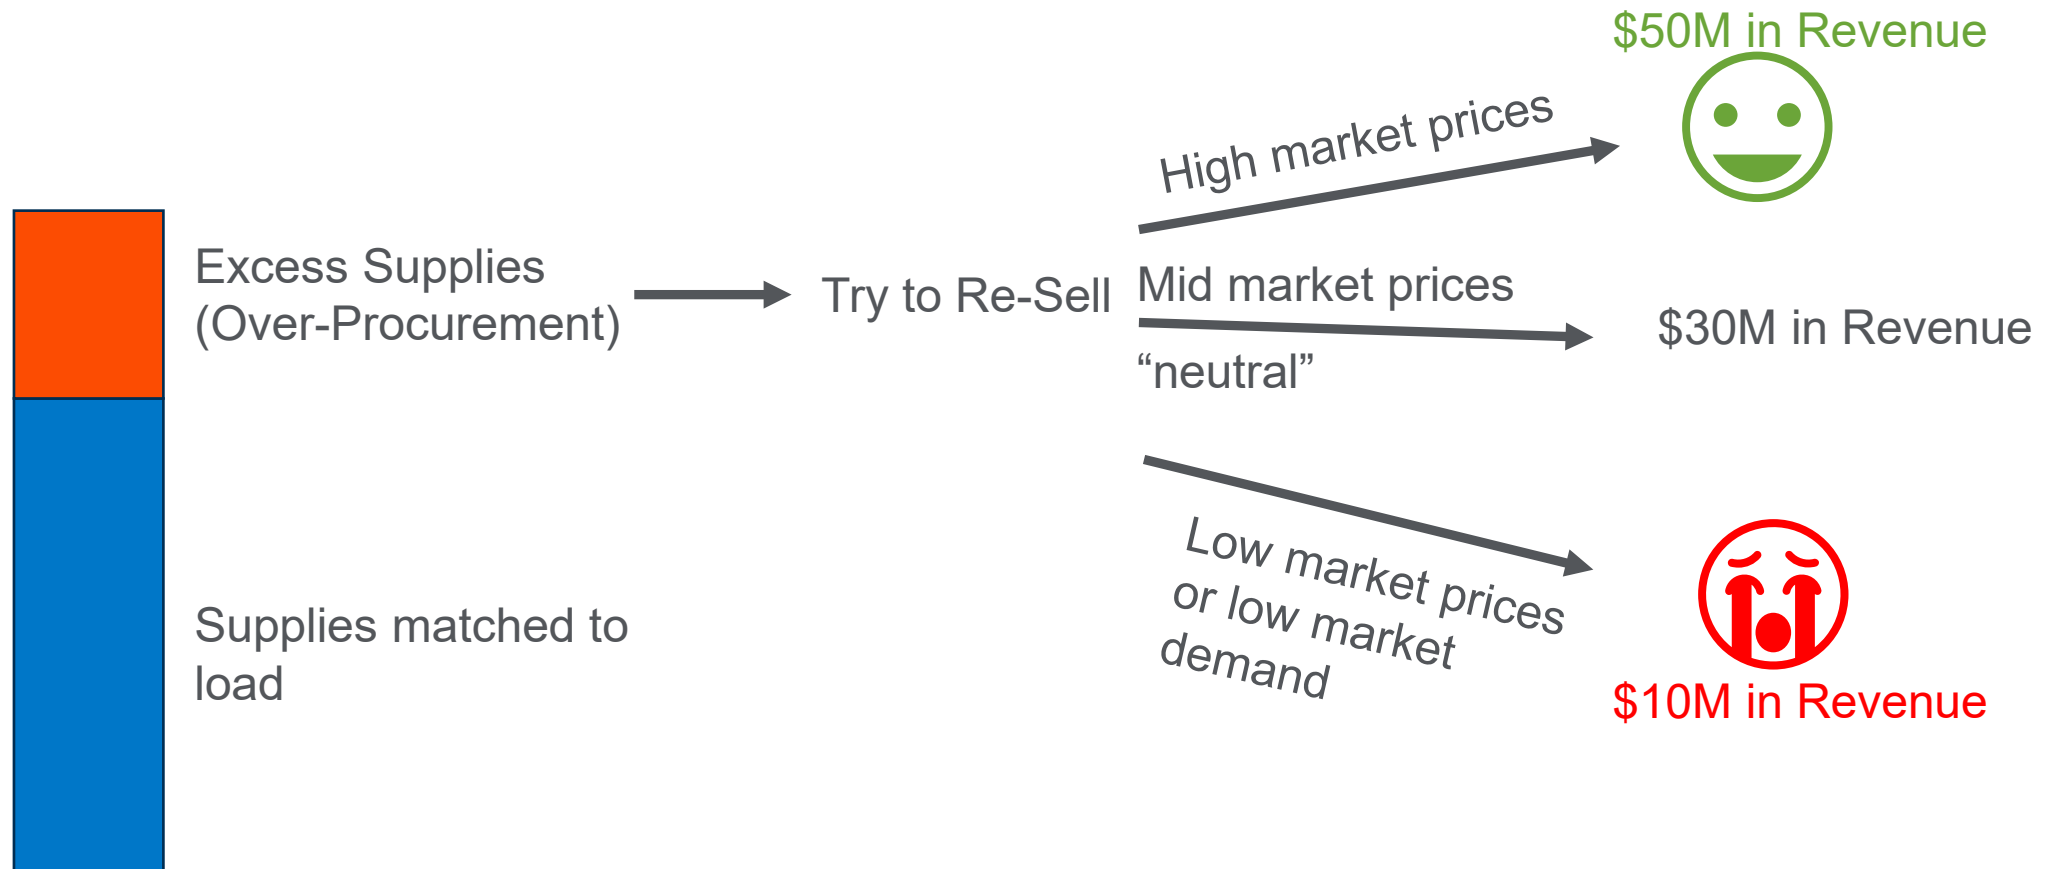 $50M in Revenue
High market prices
Excess Supplies
(Over-Procurement)
Try to Re-Sell
Mid market prices
“neutral”
$30M in Revenue
Supplies matched to
load
Low market prices
or low market
demand
$10M in Revenue